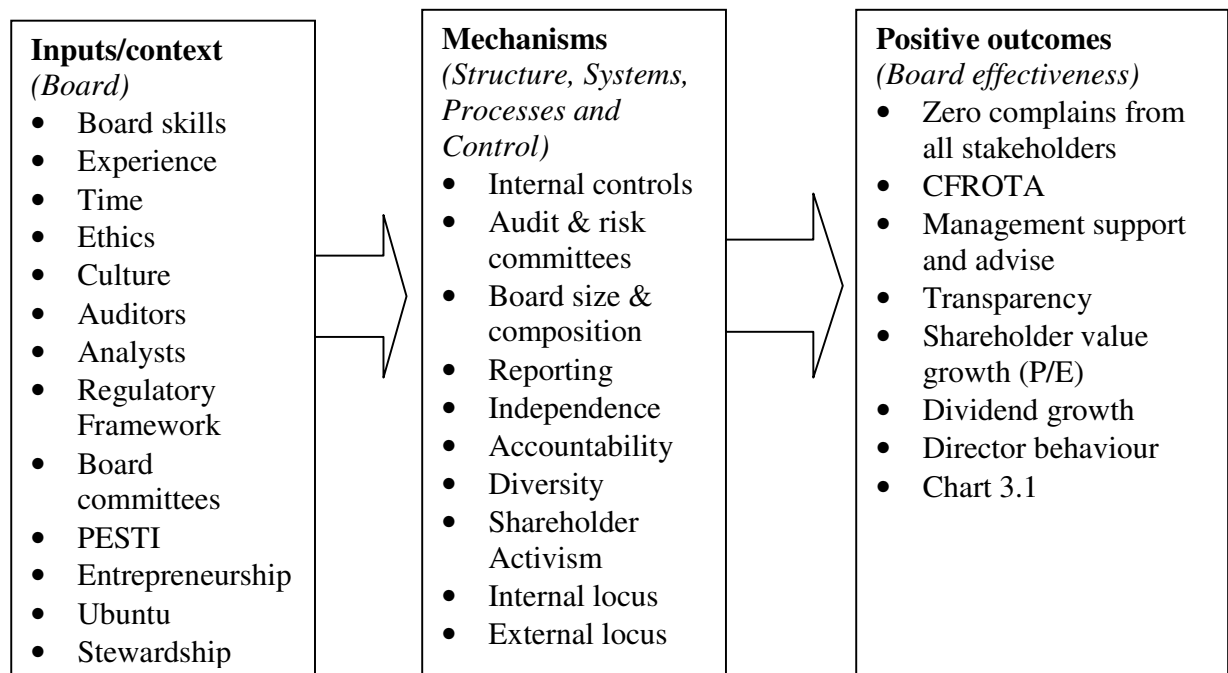 Inputs/context
(Board)
• Board skills
• Experience
• Time
• Ethics
• Culture
• Auditors
• Analysts
• Regulatory
Framework
• Board
committees
• PESTI
• Entrepreneurship
• Ubuntu
• Stewardship
Mechanisms
(Structure, Systems,
Processes and
Control)
• Internal controls
• Audit & risk
committees
• Board size &
composition
• Reporting
• Independence
• Accountability
• Diversity
• Shareholder
Activism
• Internal locus
• External locus
Positive outcomes
(Board effectiveness)
• Zero complains from
all stakeholders
• CFROTA
• Management support
and advise
• Transparency
• Shareholder value
growth (P/E)
• Dividend growth
• Director behaviour
• Chart 3.1